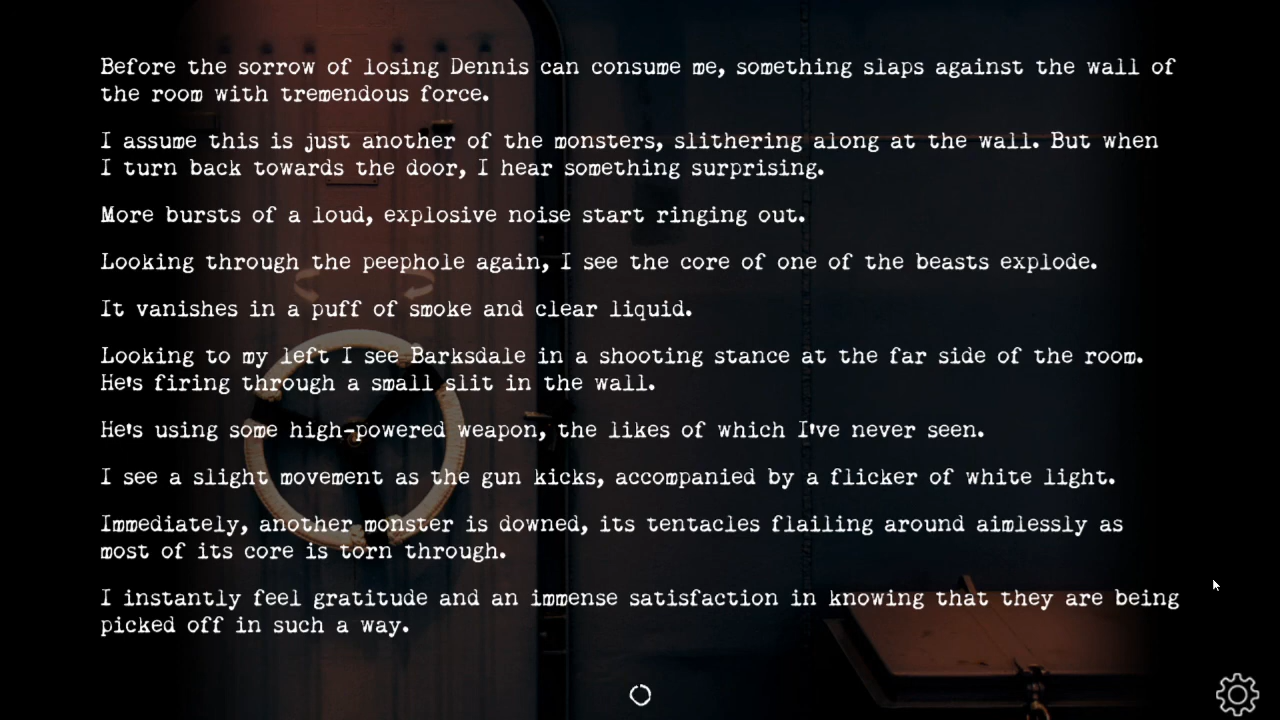 Before the sorrow of losing Dennis can consume me, something slaps against the wall of
the room with tremendous force.
I assume this is just another of the monsters, slithering along at the wall. But when
I turn back towards the door, I hear something surprising.
More bursts of a loud, explosive noise start ringing out.
Looking through the peephole again, I see the core of one of the beasts explode.
It vanishes in a puff of smoke and clear liquid.
Looking to my left I see Barksdale in a shooting stance at the far side of the room.
He's firing through a small slit in the wall.
He's using some high-powered weapon, the likes of which I've never seen.
I see a slight movement as the gun kicks, accompanied by a flicker of white light.
Immediately, another monster is downed, its tentacles flailing around aimlessly as
most of its core is torn through.
I instantly feel gratitude and an immense satisfaction in knowing that they are being
picked off in such a way.